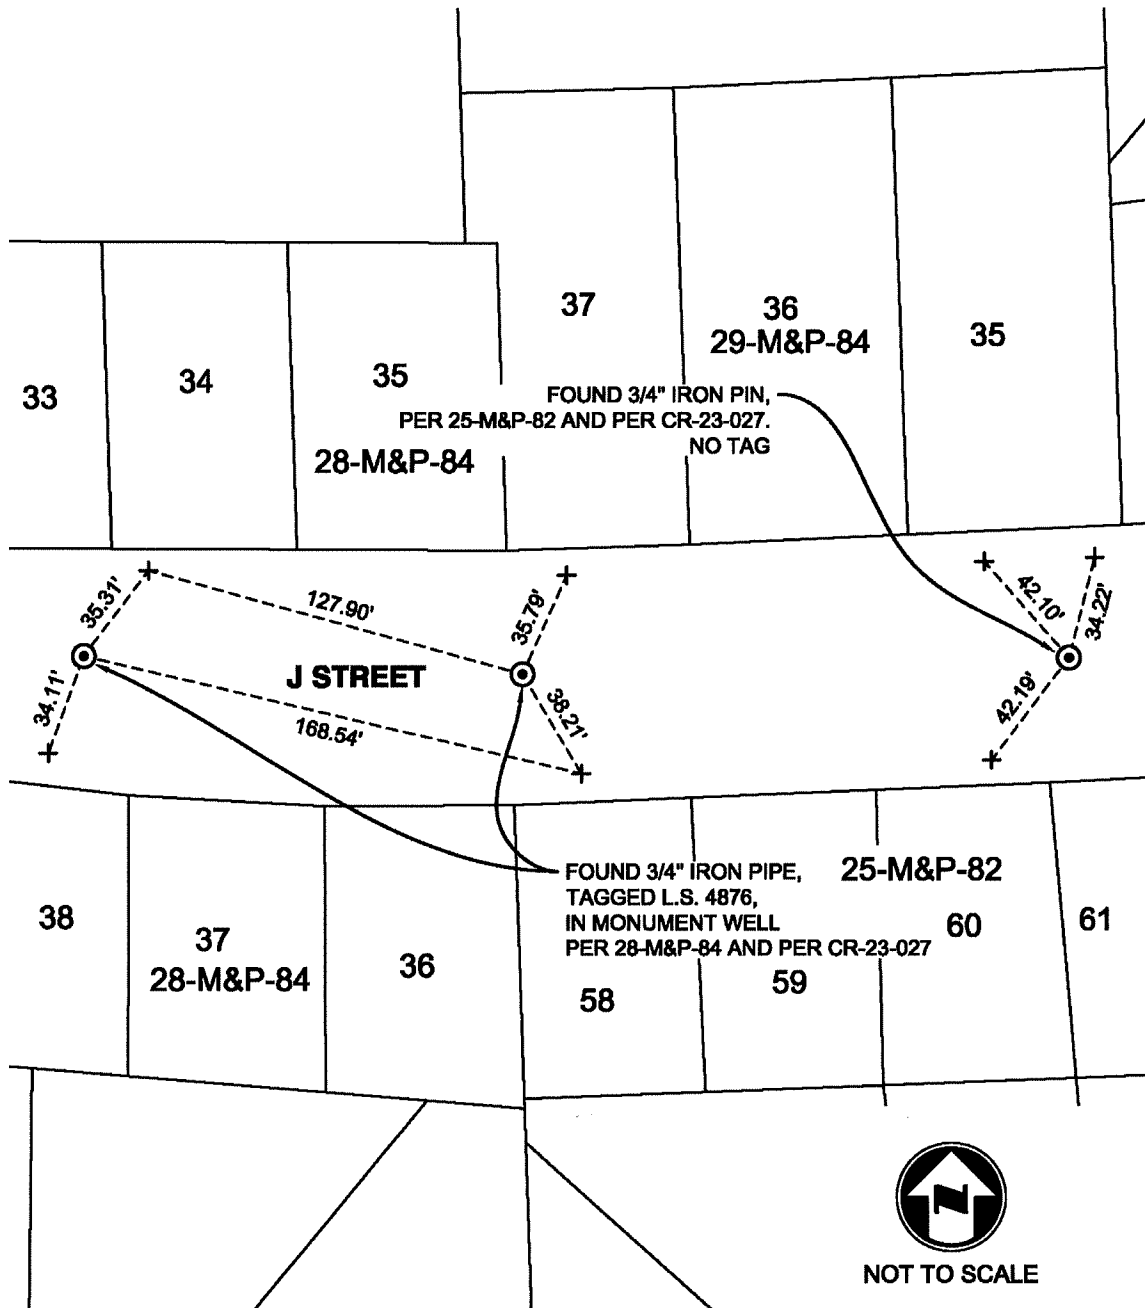 37
36
29-M&P-84
35
33
34
35
28-M&P-84
FOUND 3/4" IRON PIN,
PER 25-M&P-82 AND PER CR-23-027.
NO TAG
35.31'
127.90'
35.79'
42.10'
34.22'
34.11'
J STREET
168.54'
38.21'
42.19'
FOUND 3/4" IRON PIPE,
TAGGED L.S. 4876,
IN MONUMENT WELL
PER 28-M&P-84 AND PER CR-23-027
25-M&P-82
38
37
28-M&P-84
36
58
59
60
61
N
NOT TO SCALE